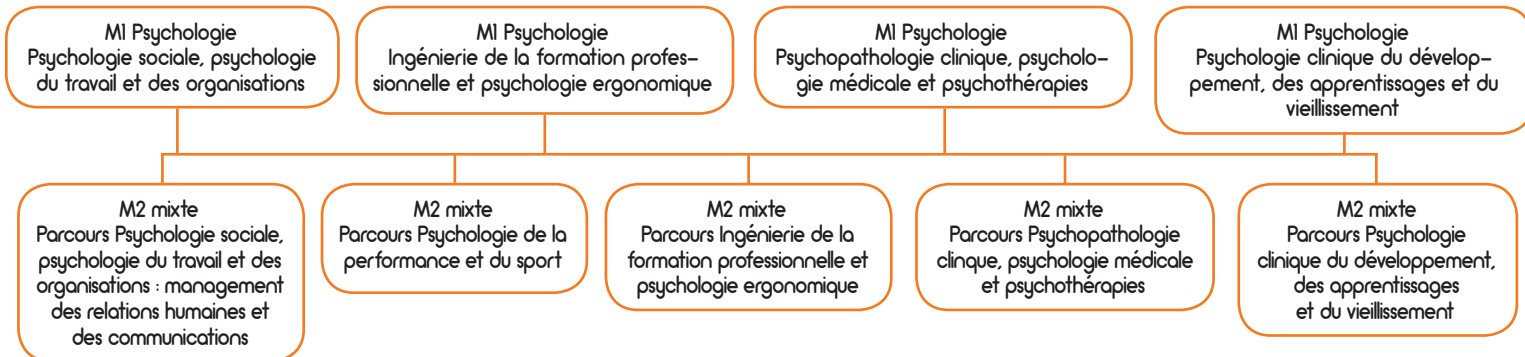 M1 Psychologie
Psychologie sociale, psychologie
du travail et des organisations
M1 Psychologie
Ingénierie de la formation profes-
sionnelle et psychologie ergonomique
M1 Psychologie
Psychopathologie clinique, psycholo-
gie médicale et psychothérapies
M1 Psychologie
Psychologie clinique du dévelop-
pement, des apprentissages et du
vieillissement
M2 mixte
Parcours Psychologie sociale,
psychologie du travail et des
organisations : management
des relations humaines et
des communications
M2 mixte
Parcours Psychologie de la
performance et du sport
M2 mixte
Parcours Ingénierie de la
formation professionnelle et
psychologie ergonomique
M2 mixte
Parcours Psychopathologie
clinque, psychologie médicale
et psychothérapies
M2 mixte
Parcours Psychologie
clinique du développement,
des apprentissages
et du vieillissement